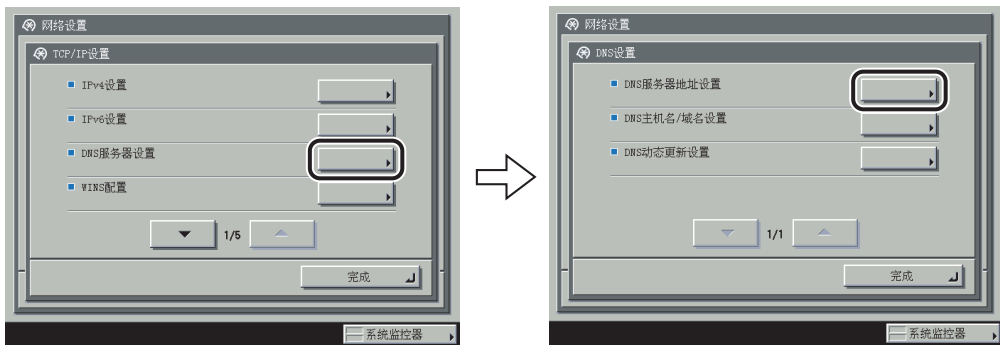 网络设置
TCP/IP设置
IPv4设置
IPv6设置
DNS服务器设置
WINS配置
1/5
完成
系统监控器
网络设置
DNS设置
DNS服务器地址设置
DNS主机名/域名设置
DNS动态更新设置
1/1
完成
系统监控器